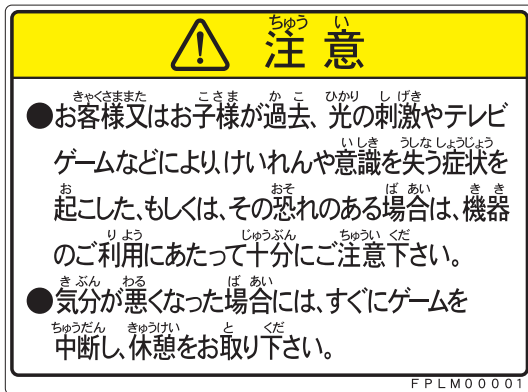 注意
●お客様又はお子様が過去、光の刺激やテレビ
ゲームなどにより、けいれんや意識を失う症状を
起こした、もしくは、その恐れのある場合は、機器
のご利用にあたって十分にご注意下さい。
●気分が悪くなった場合には、すぐにゲームを
中断し、休憩をお取り下さい。
FPLM00001